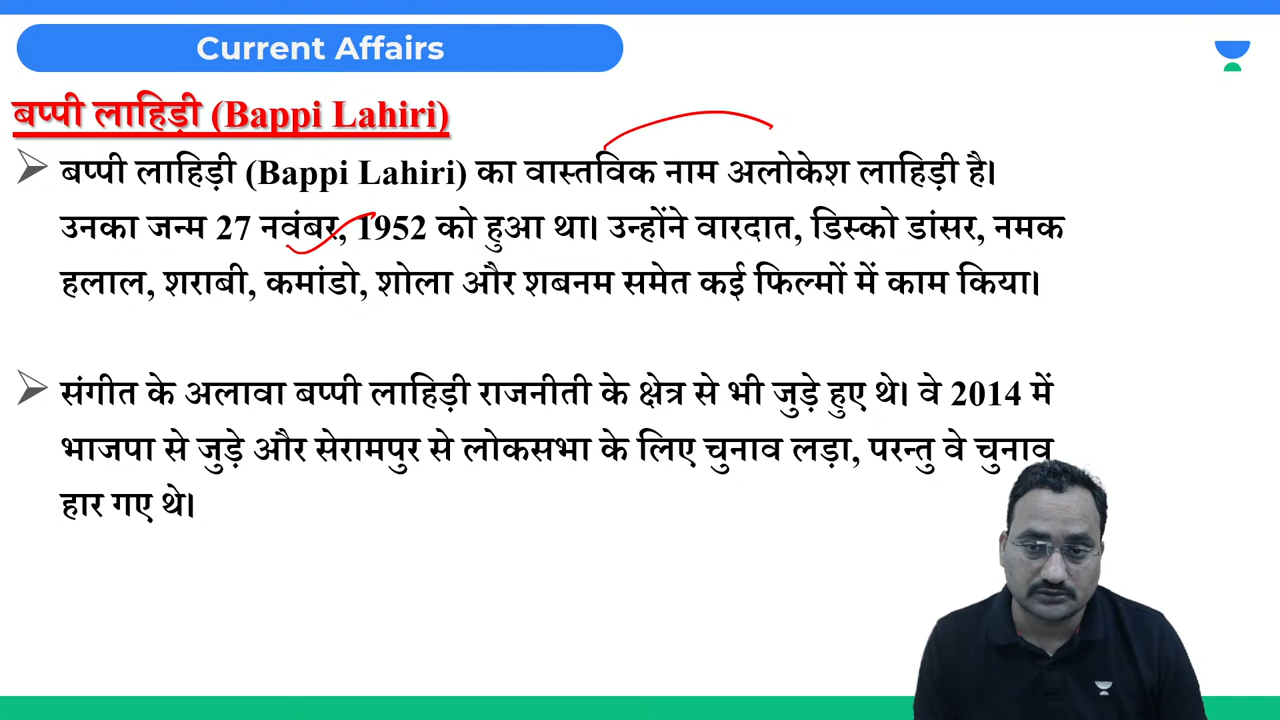 Current Affairs
बप्पी लाहिड़ी (Bappi Lahiri)
बप्पी लाहिड़ी (Bappi Lahiri) का वास्तविक नाम अलोकेश लाहिड़ी है।
उनका जन्म 27 नवंबर, 1952 को हुआ था। उन्होंने वारदात, डिस्को डांसर, नमक
हलाल, शराबी, कमांडो, शोला और शबनम समेत कई फिल्मों में काम किया।
संगीत के अलावा बप्पी लाहिड़ी राजनीती के क्षेत्र से भी जुड़े हुए थे। वे 2014 में
भाजपा से जुड़े और सेरामपुर से लोकसभा के लिए चुनाव लड़ा, परन्तु वे चुनाव
हार गए थे।